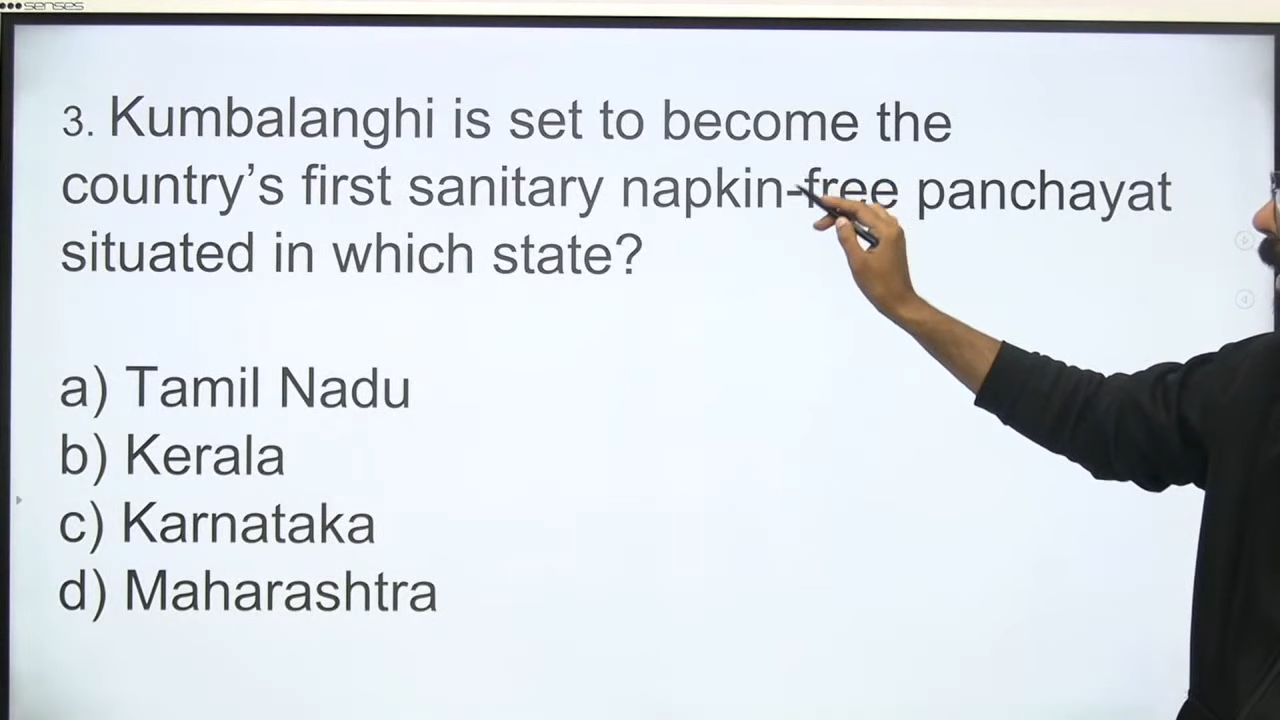 senses
3. Kumbalanghi is set to become the
country’s first sanitary napkin-free panchayat
situated in which state?
a) Tamil Nadu
b) Kerala
c) Karnataka
d) Maharashtra